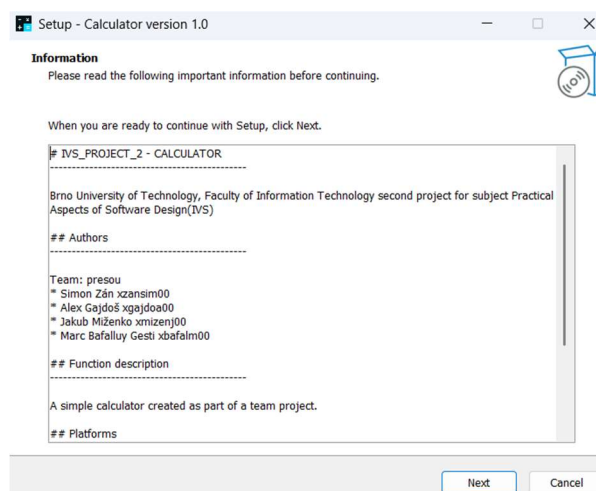 Setup - Calculator version 1.0
Information
Please read the following important information before continuing.
When you are ready to continue with Setup, click Next.
# IVS_PROJECT_2 - CALCULATOR
--------------------------------------------
Brno University of Technology, Faculty of Information Technology second project for subject Practical
Aspects of Software Design(IVS)
## Authors
--------------------------------------------
Team: presou
* Simon Zán xzansim00
* Alex Gajdoš xgajdoa00
* Jakub Miženko xmizenj00
* Marc Bafalluy Gesti xbafalm00
## Function description
--------------------------------------------
A simple calculator created as part of a team project.
## Platforms
Next
Cancel